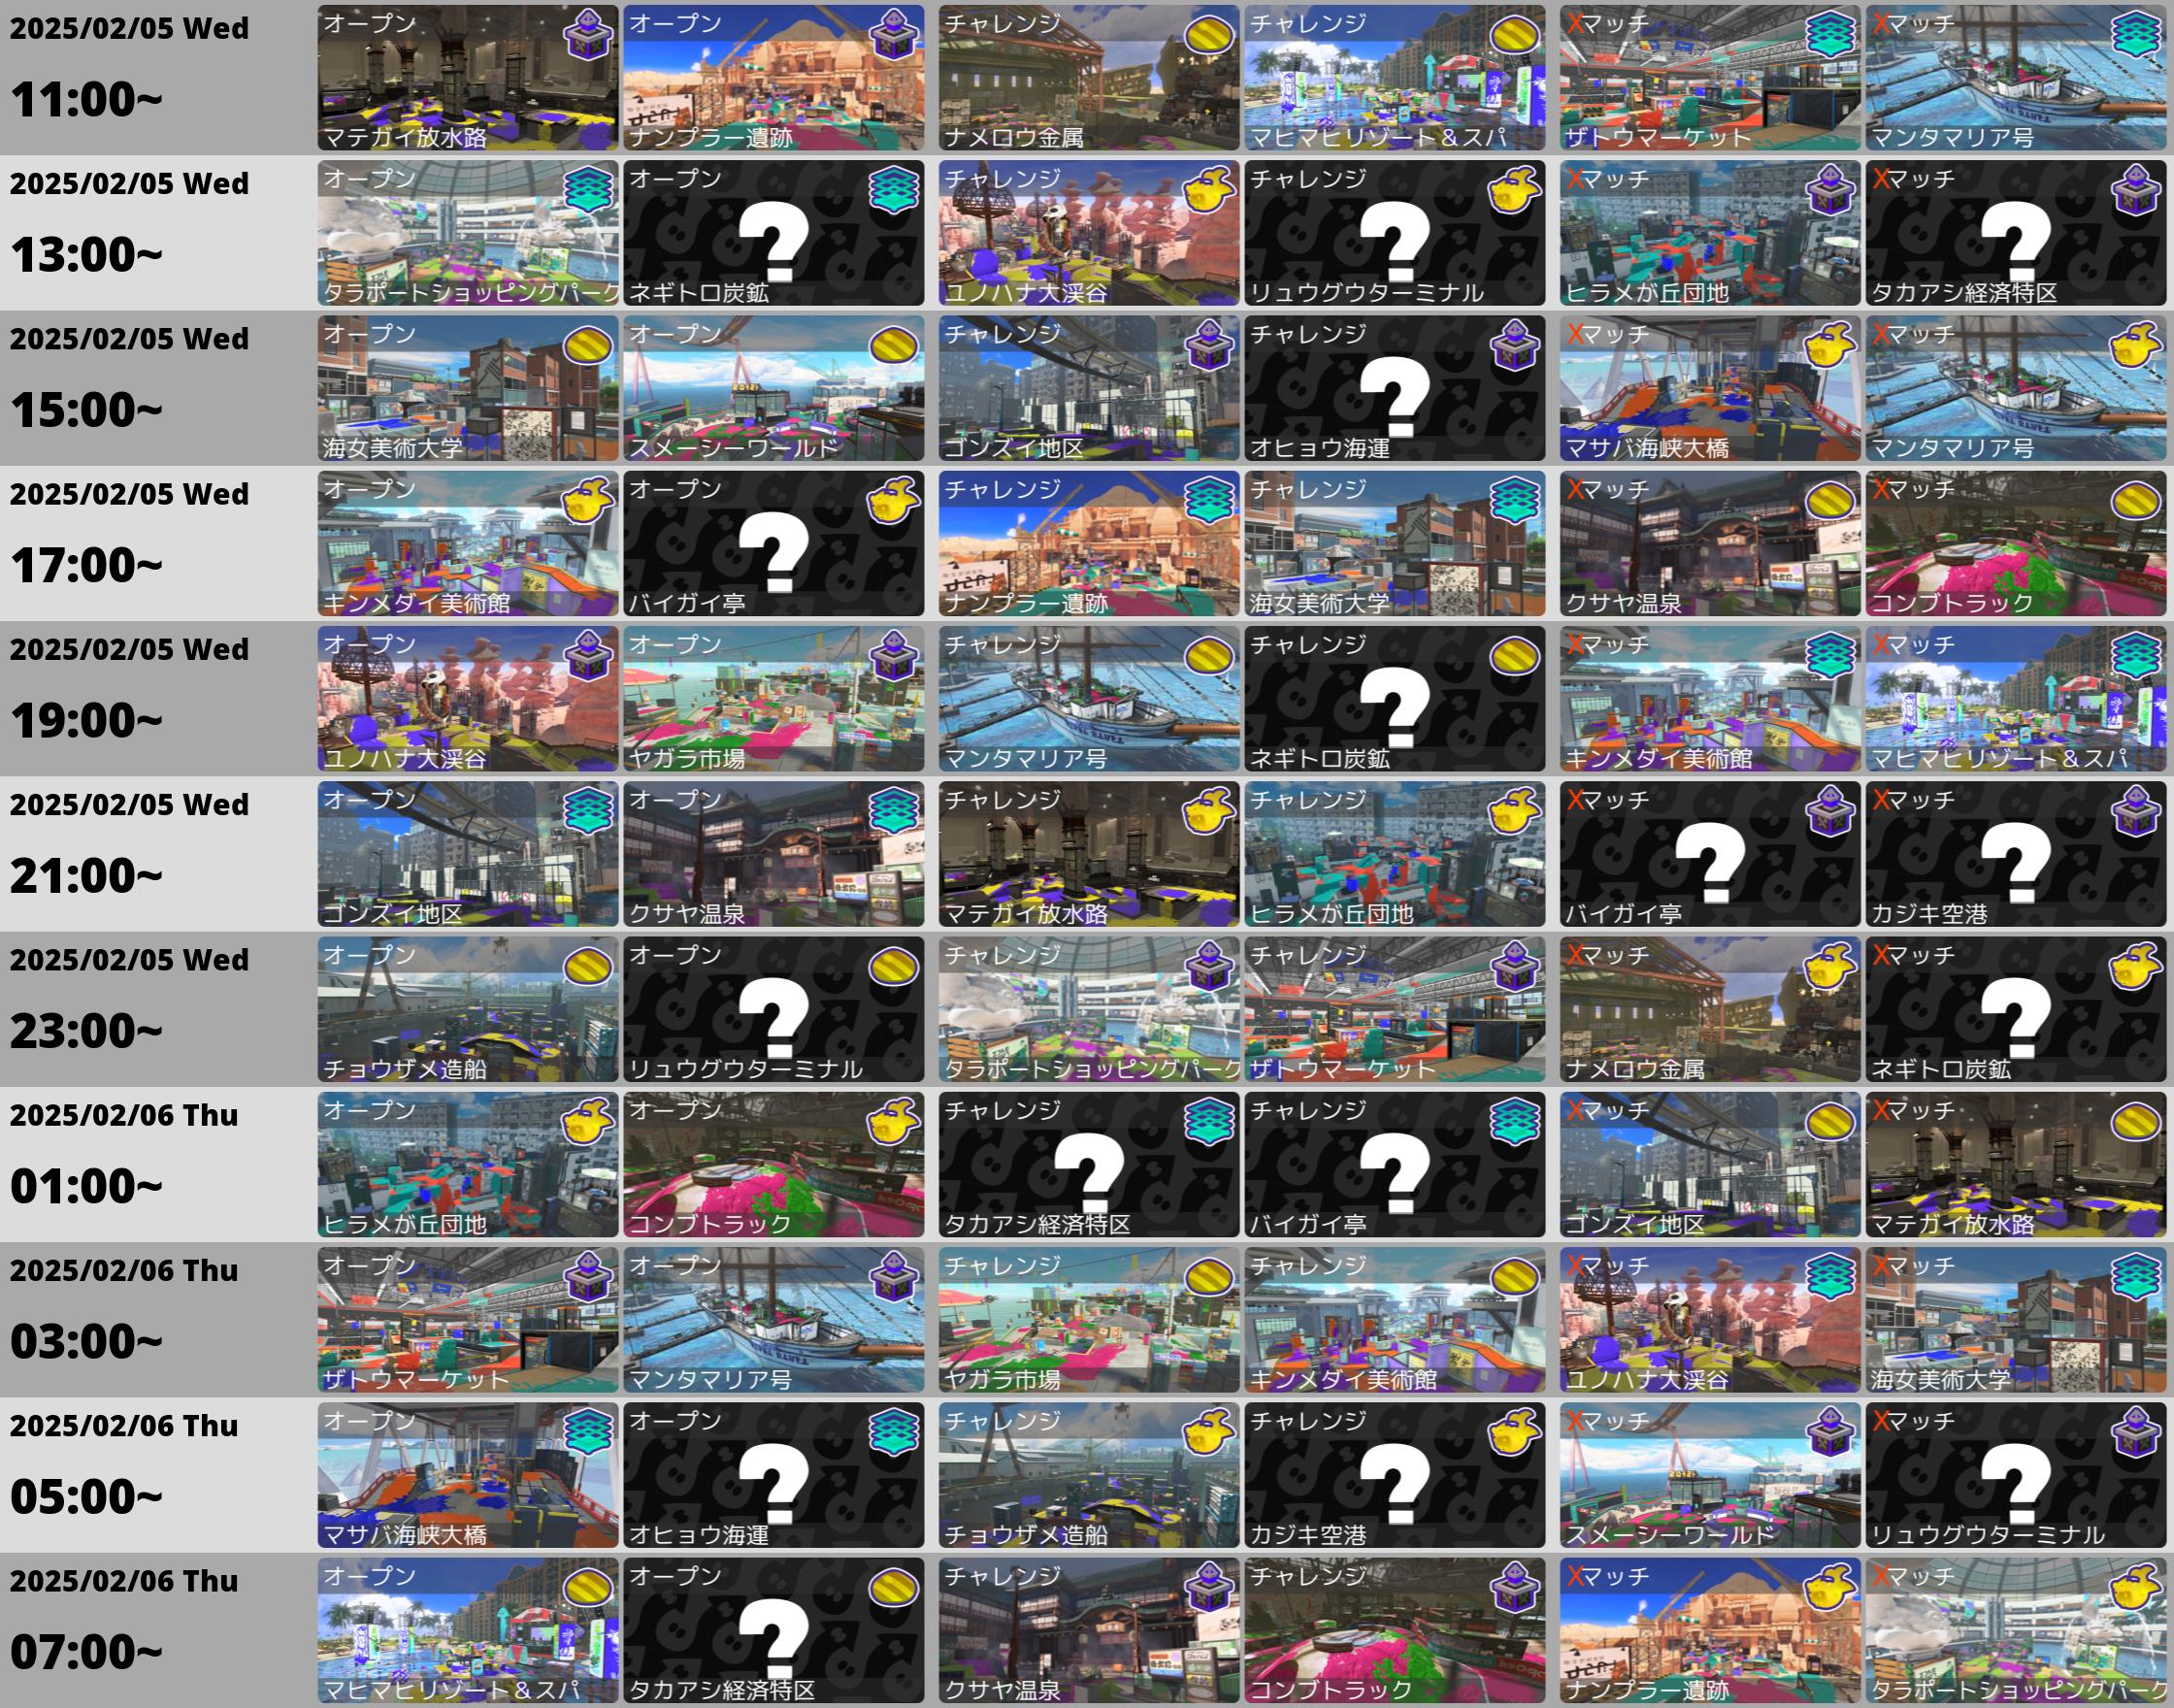 2025/02/05 Wed
11:00~
オープン
マテガイ放水路
オープン
ナンプラー遺跡
チャレンジ
ナメロウ金属
チャレンジ
マヒマヒリゾート&スパ
Xマッチ
ザトウマーケット
Xマッチ
マンタマリア号
2025/02/05 Wed
13:00~
オープン
タラポートショッピングパーク
オープン
ネギトロ炭鉱
チャレンジ
ユノハナ大渓谷
チャレンジ
リュウグウターミナル
Xマッチ
ヒラメが丘団地
Xマッチ
タカアシ経済特区
2025/02/05 Wed
15:00~
オープン
海女美術大学
オープン
スメーシーワールド
チャレンジ
ゴンズイ地区
チャレンジ
オヒョウ海運
Xマッチ
マサバ海峡大橋
Xマッチ
マンタマリア号
2025/02/05 Wed
17:00~
オープン
キンメダイ美術館
オープン
バイガイ亭
チャレンジ
ナンプラー遺跡
チャレンジ
海女美術大学
Xマッチ
クサヤ温泉
Xマッチ
コンブトラック
2025/02/05 Wed
19:00~
オープン
ユノハナ大渓谷
オープン
ヤガラ市場
チャレンジ
マンタマリア号
チャレンジ
ネギトロ炭鉱
Xマッチ
キンメダイ美術館
Xマッチ
マヒマヒリゾート&スパ
2025/02/05 Wed
21:00~
オープン
ゴンズイ地区
オープン
クサヤ温泉
チャレンジ
マテガイ放水路
チャレンジ
ヒラメが丘団地
Xマッチ
バイガイ亭
Xマッチ
カジキ空港
2025/02/05 Wed
23:00~
オープン
チョウザメ造船
オープン
リュウグウターミナル
チャレンジ
タラポートショッピングパーク
チャレンジ
ザトウマーケット
Xマッチ
ナメロウ金属
Xマッチ
ネギトロ炭鉱
2025/02/06 Thu
01:00~
オープン
ヒラメが丘団地
オープン
コンブトラック
チャレンジ
タカアシ経済特区
チャレンジ
バイガイ亭
Xマッチ
ゴンズイ地区
Xマッチ
マテガイ放水路
2025/02/06 Thu
03:00~
オープン
ザトウマーケット
オープン
マンタマリア号
チャレンジ
ヤガラ市場
チャレンジ
キンメダイ美術館
Xマッチ
ユノハナ大渓谷
Xマッチ
海女美術大学
2025/02/06 Thu
05:00~
オープン
マサバ海峡大橋
オープン
オヒョウ海運
チャレンジ
チョウザメ造船
チャレンジ
カジキ空港
Xマッチ
スメーシーワールド
Xマッチ
リュウグウターミナル
2025/02/06 Thu
07:00~
オープン
マヒマヒリゾート&スパ
オープン
タカアシ経済特区
チャレンジ
クサヤ温泉
チャレンジ
コンブトラック
Xマッチ
ナンプラー遺跡
Xマッチ
タラポートショッピングパーク